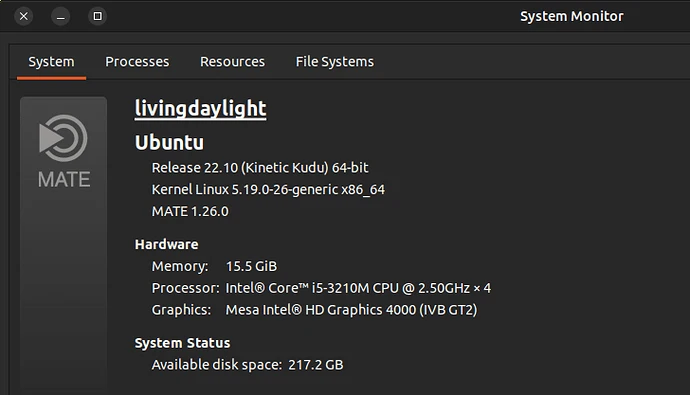 System Monitor
System Processes Resources File Systems
livingdaylight
MATE
Ubuntu
Release 22.10 (Kinetic Kudu) 64-bit
Kernel Linux 5.19.0-26-generic x86_64
MATE 1.26.0
Hardware
Memory: 15.5 GiB
Processor: Intel® Core™ i5-3210M CPU @ 2.50GHz × 4
Graphics: Mesa Intel® HD Graphics 4000 (IVB GT2)
System Status
Available disk space: 217.2 GB